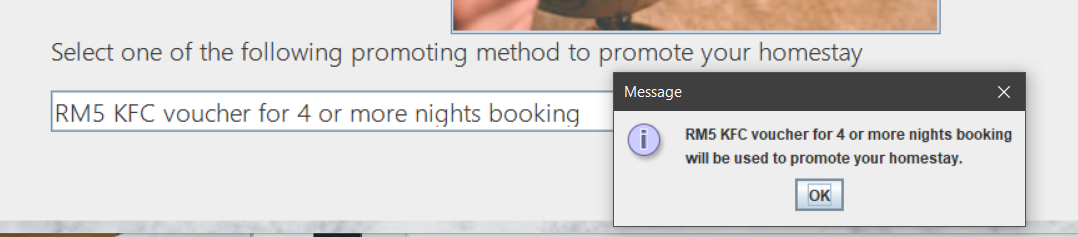 Select one of the following promoting method to promote your homestay
RM5 KFC voucher for 4 or more nights booking
Message
RM5 KFC voucher for 4 or more nights booking
will be used to promote your homestay.
OK